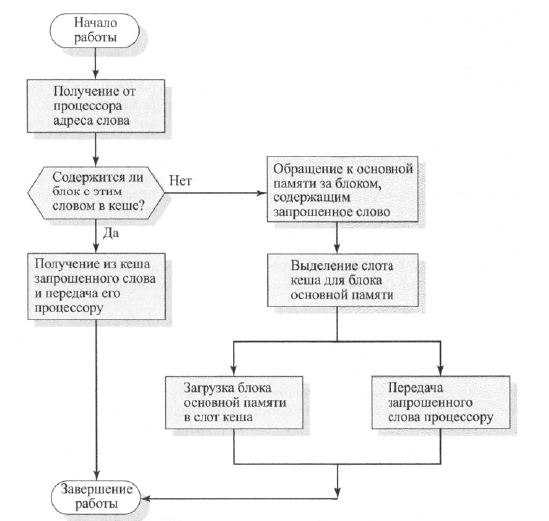 Начало
работы
Получение от
процессора
адреса слова
Содержится ли
блок с этим
словом в кеше?
Нет
Да
Обращение к основной
памяти за блоком,
содержащим
запрошенное слово
Получение из кеша
запрошенного слова
и передача его
процессору
Выделение слота
кеша для блока
основной памяти
Загрузка блока
основной памяти
в слот кеша
Передача
запрошенного
слова процессору
Завершение
работы